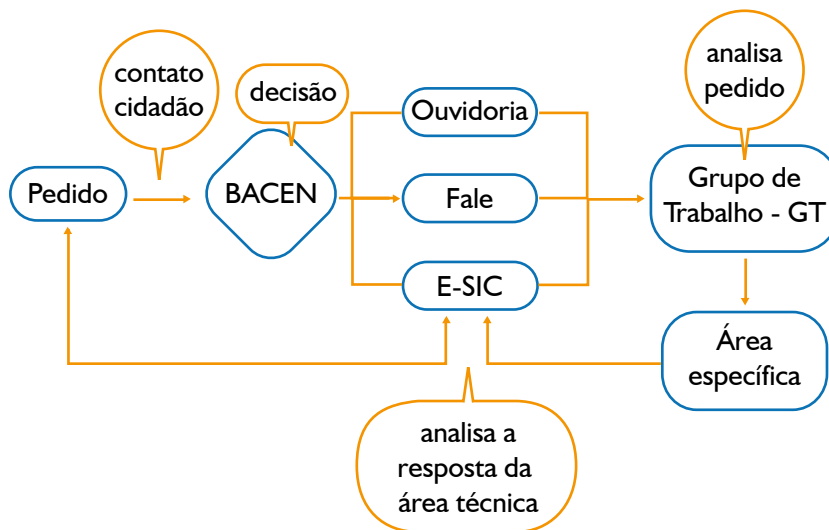 contato
cidadão
decisão
analisa
pedido
Pedido
BACEN
Ouvidoria
Fale
E-SIC
Grupo de
Trabalho - GT
Área
específica
analisa a
resposta da
área técnica